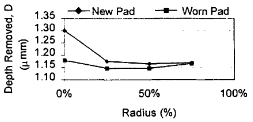 New Pad
Worn Pad
Depth Removed, D
(μmm)
1.35
1.30
1.25
1.20
1.15
1.10
0%
50%
100%
Radius (%)